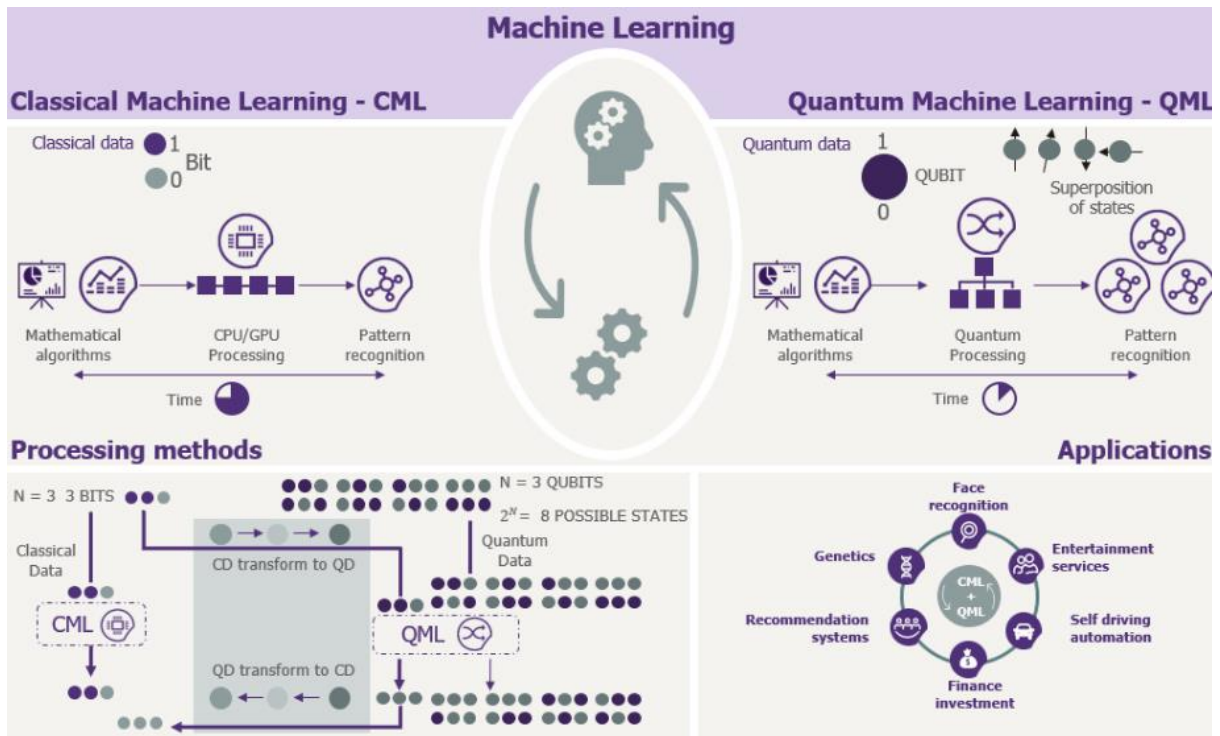 Machine Learning
Classical Machine Learning - CML
Classical data
1
Bit
0
Mathematical
algorithms
CPU/GPU
Processing
Pattern
recognition
Time
Quantum Machine Learning - QML
Quantum data
1
QUBIT
0
Superposition
of states
Mathematical
algorithms
Quantum
Processing
Pattern
recognition
Time
Processing methods
N = 3 3 BITS
Classical
Data
CML
CD transform to QD
QD transform to CD
N = 3 QUBITS
2^N = 8 POSSIBLE STATES
Quantum
Data
QML
Applications
Face
recognition
Entertainment
services
Self driving
automation
Finance
investment
Recommendation
systems
Genetics
CML
+
QML